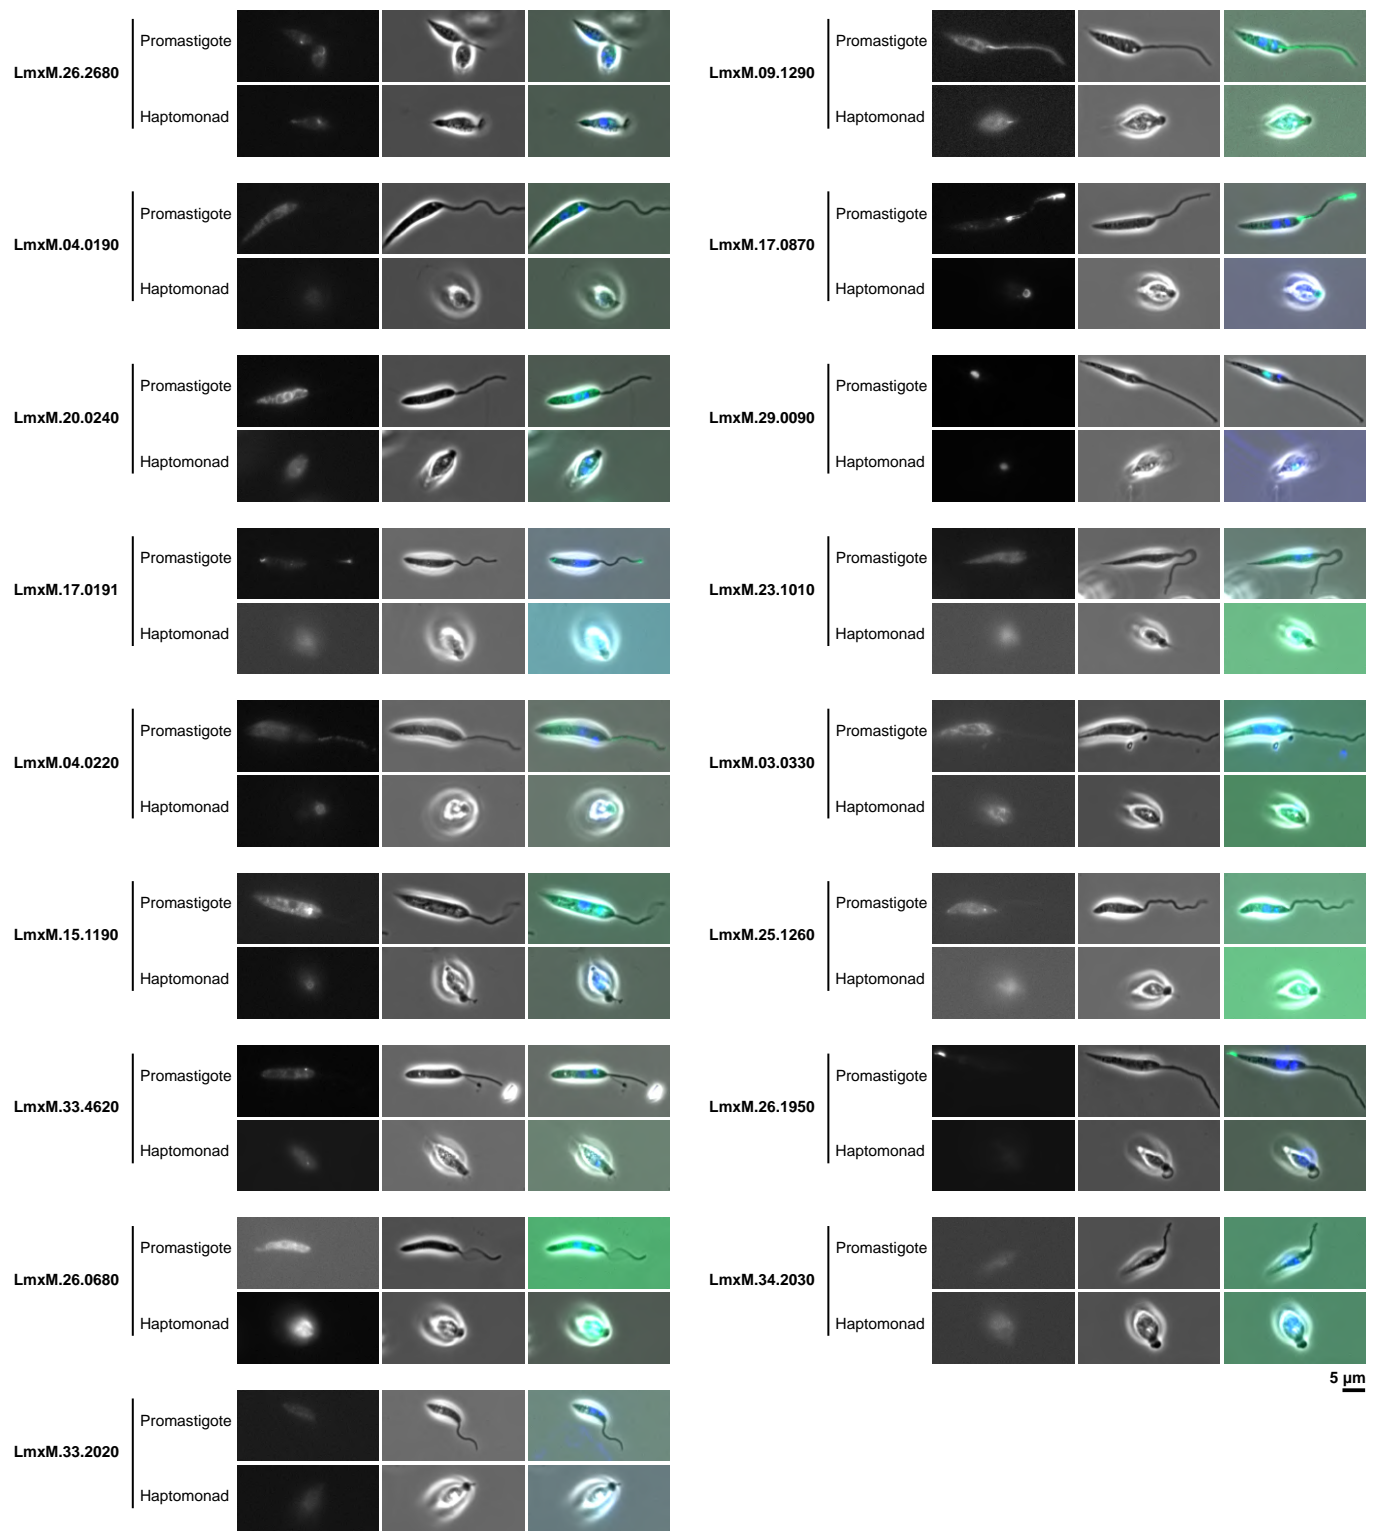 LmxM.26.2680
Promastigote
Haptomonad
LmxM.04.0190
Promastigote
Haptomonad
LmxM.20.0240
Promastigote
Haptomonad
LmxM.17.0191
Promastigote
Haptomonad
LmxM.04.0220
Promastigote
Haptomonad
LmxM.15.1190
Promastigote
Haptomonad
LmxM.33.4620
Promastigote
Haptomonad
LmxM.26.0680
Promastigote
Haptomonad
LmxM.33.2020
Promastigote
Haptomonad
LmxM.09.1290
Promastigote
Haptomonad
LmxM.17.0870
Promastigote
Haptomonad
LmxM.29.0090
Promastigote
Haptomonad
LmxM.23.1010
Promastigote
Haptomonad
LmxM.03.0330
Promastigote
Haptomonad
LmxM.25.1260
Promastigote
Haptomonad
LmxM.26.1950
Promastigote
Haptomonad
LmxM.34.2030
Promastigote
Haptomonad
5 µm